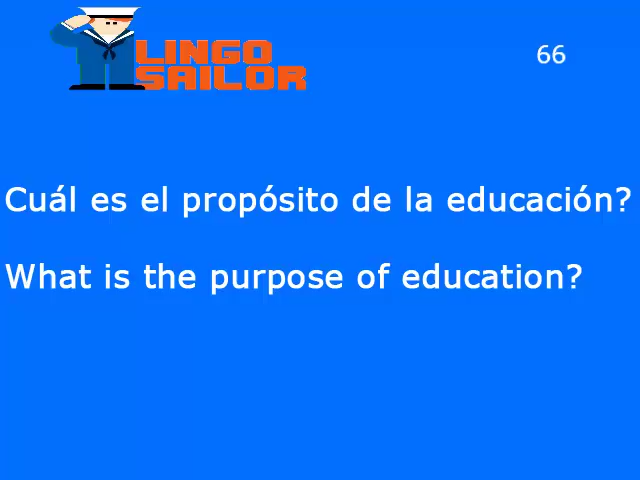 LINGO
SAILOR
66
Cuál es el propósito de la educación?
What is the purpose of education?